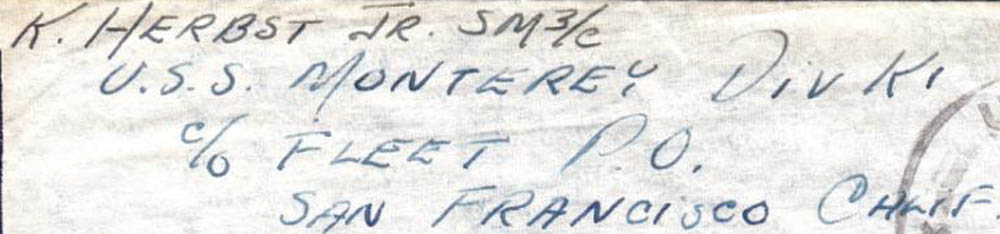 K. HERBST JR. SM3/c
U.S.S. MONTEREY DIV K1
c/o FLEET P.O.
SAN FRANCISCO CALIF.